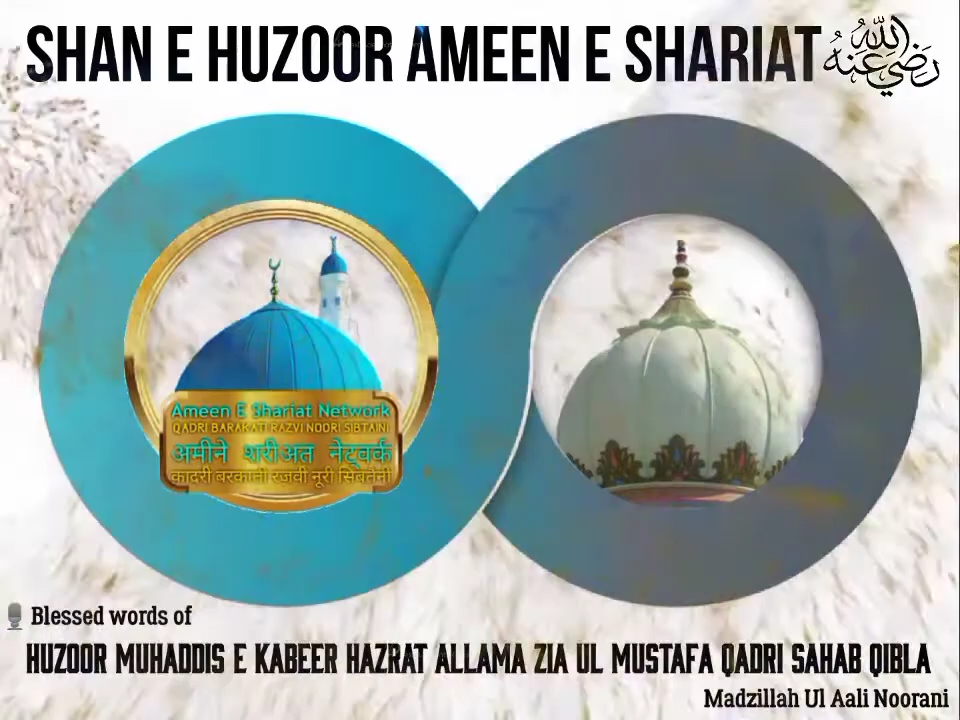 SHAN E HUZOOR AMEEN E SHARIAT رضي الله عنه
Ameen E Shariat Network
QADRI BARAKATI RAZVI NOORI SIBTAINI
अमीने शरीअत नेटवर्क
कादरी बरकाती रज़वी नूरी सिबतैनी
Blessed words of
HUZOOR MUHADDIS E KABEER HAZRAT ALLAMA ZIA UL MUSTAFA QADRI SAHAB QIBLA
Madzillah Ul Aali Noorani